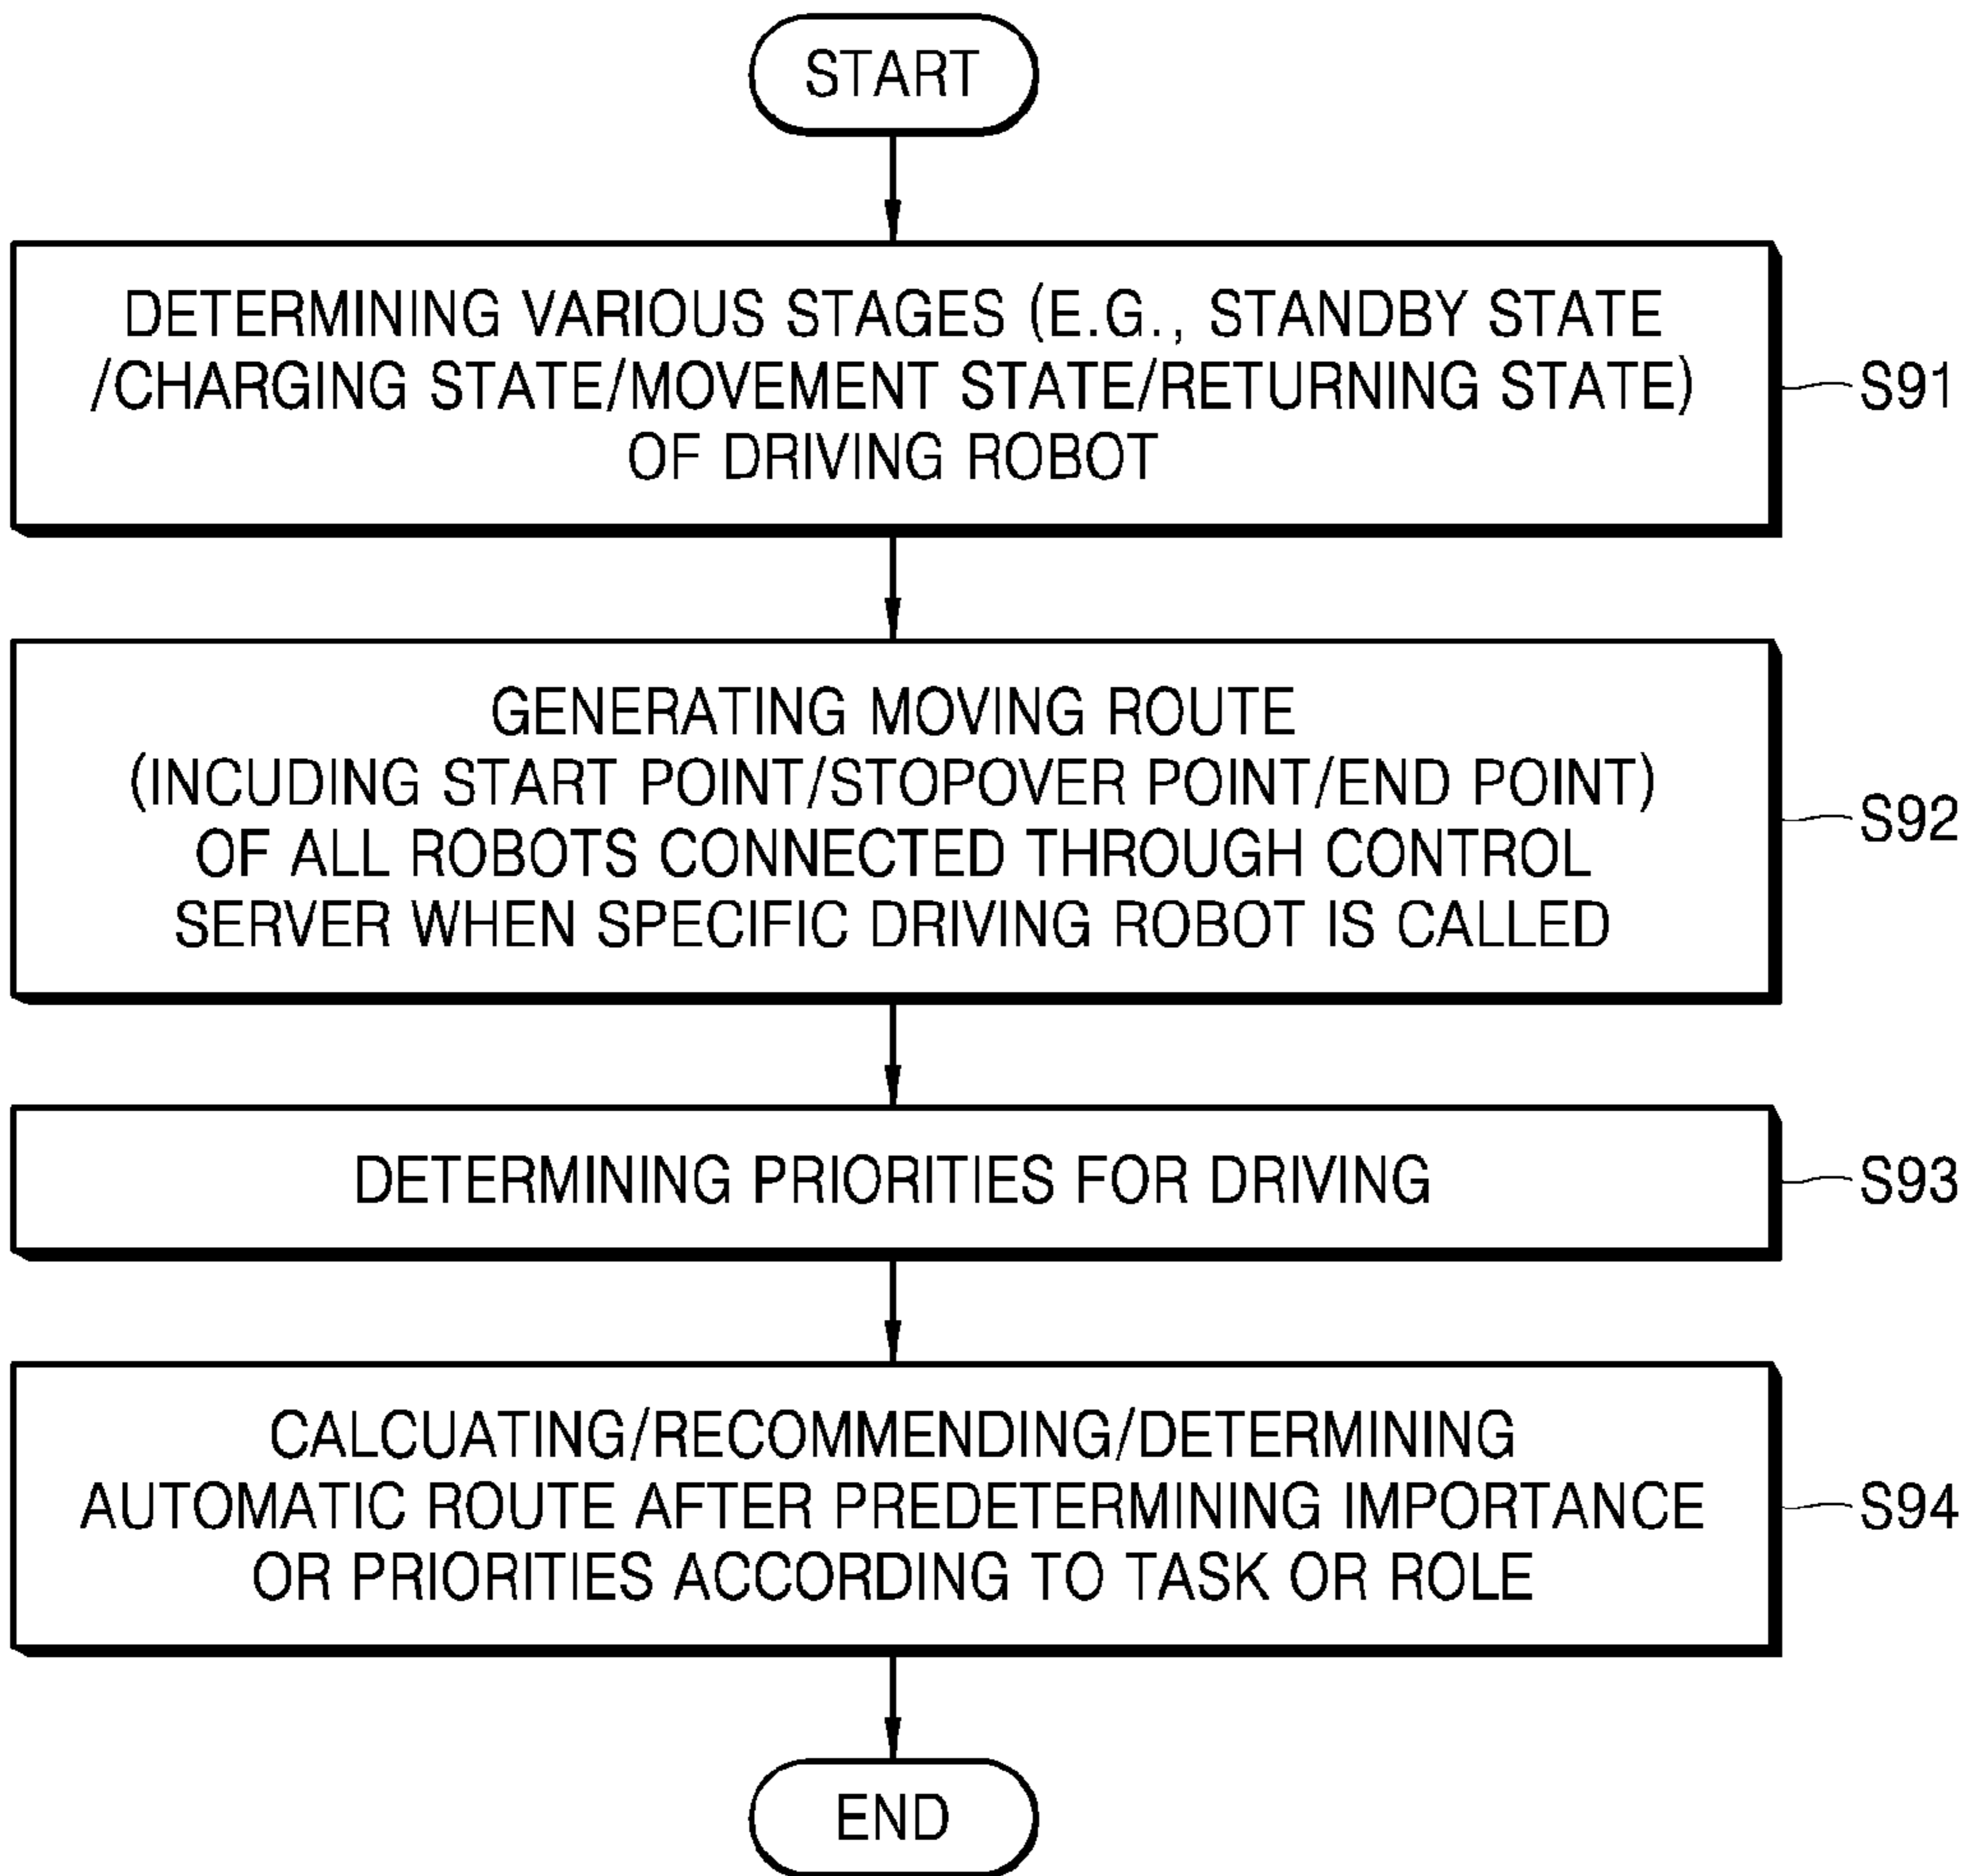 START
DETERMINING VARIOUS STAGES (E.G., STANDBY STATE
/CHARGING STATE/MOVEMENT STATE/RETURNING STATE)
OF DRIVING ROBOT
S91
GENERATING MOVING ROUTE
(INCUDING START POINT/STOPOVER POINT/END POINT)
OF ALL ROBOTS CONNECTED THROUGH CONTROL
SERVER WHEN SPECIFIC DRIVING ROBOT IS CALLED
S92
DETERMINING PRIORITIES FOR DRIVING
S93
CALCUATING/RECOMMENDING/DETERMINING
AUTOMATIC ROUTE AFTER PREDETERMINING IMPORTANCE
OR PRIORITIES ACCORDING TO TASK OR ROLE
S94
END